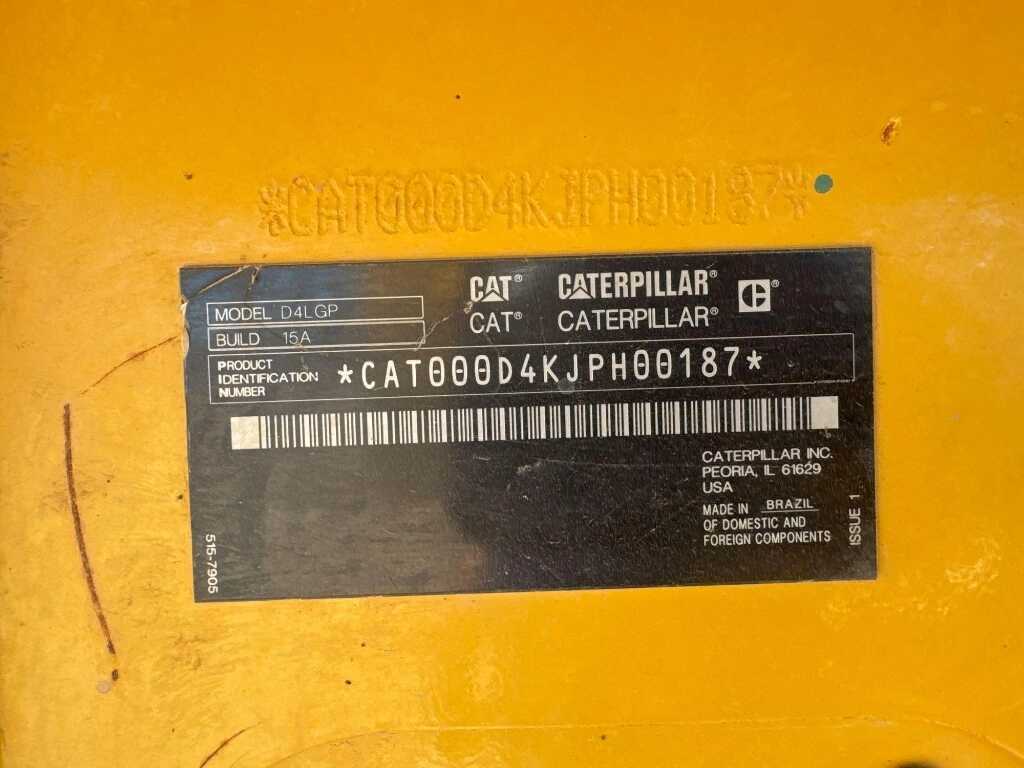 *CAT000D4KJPH00187*
CAT® CATERPILLAR® C
CAT® CATERPILLAR®
MODEL D4LGP
BUILD 15A
PRODUCT
IDENTIFICATION
NUMBER
*CAT000D4KJPH00187*
CATERPILLAR INC.
PEORIA, IL 61629
USA
MADE IN BRAZIL
OF DOMESTIC AND
FOREIGN COMPONENTS
ISSUE 1
515-7905